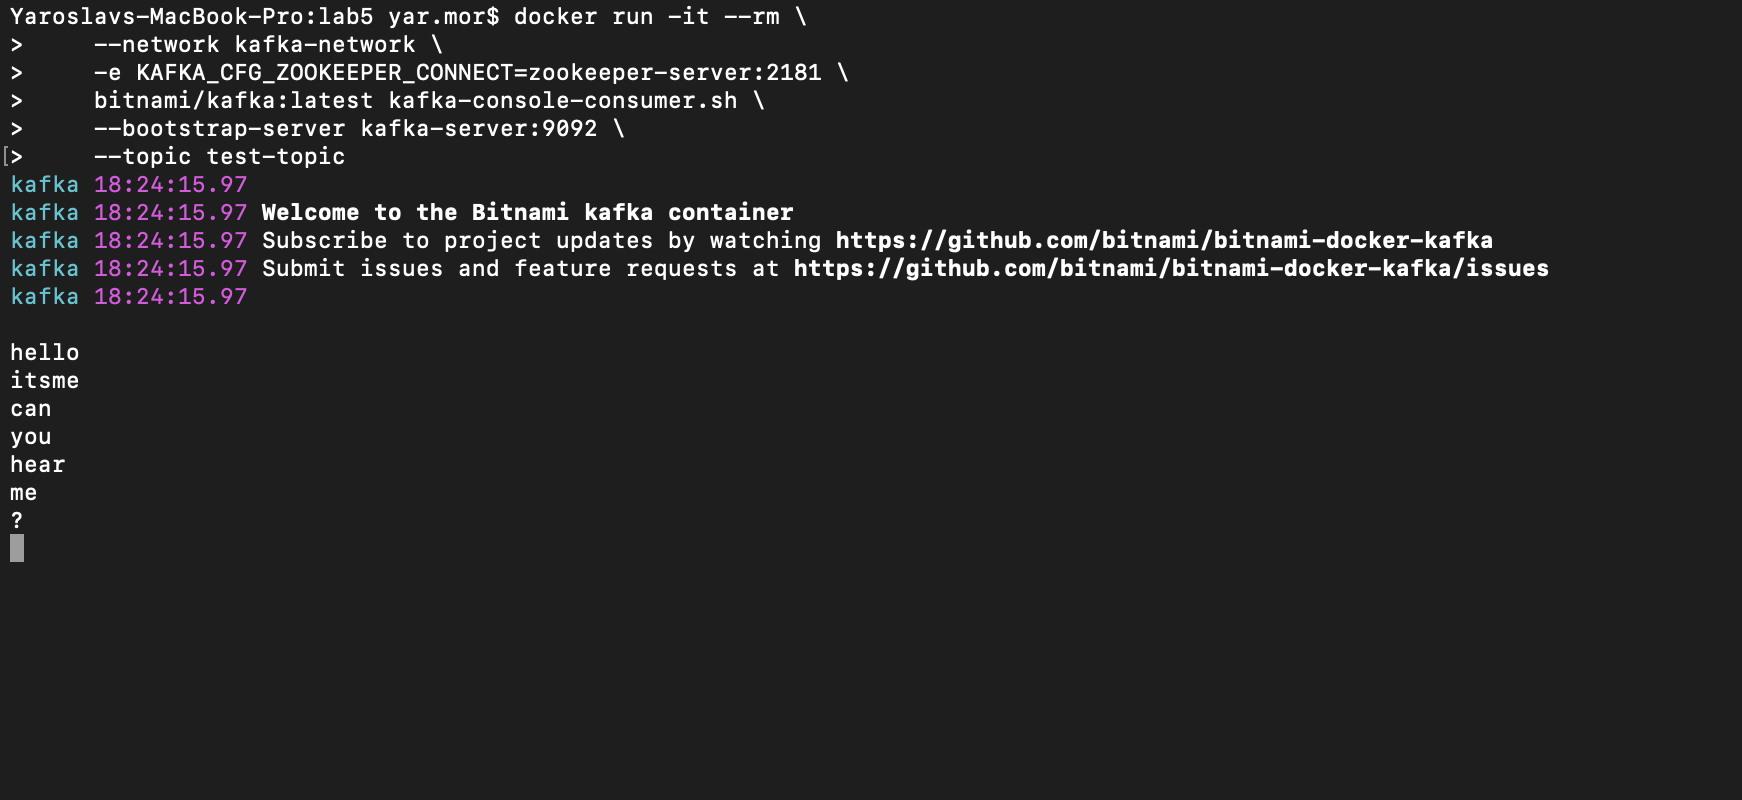 Yaroslavs-MacBook-Pro:lab5 yar.mor$ docker run -it --rm \
>     --network kafka-network \
>     -e KAFKA_CFG_ZOOKEEPER_CONNECT=zookeeper-server:2181 \
>     bitnami/kafka:latest kafka-console-consumer.sh \
>     --bootstrap-server kafka-server:9092 \
[>     --topic test-topic
kafka 18:24:15.97
kafka 18:24:15.97 Welcome to the Bitnami kafka container
kafka 18:24:15.97 Subscribe to project updates by watching https://github.com/bitnami/bitnami-docker-kafka
kafka 18:24:15.97 Submit issues and feature requests at https://github.com/bitnami/bitnami-docker-kafka/issues
kafka 18:24:15.97
hello
itsme
can
you
hear
me
?